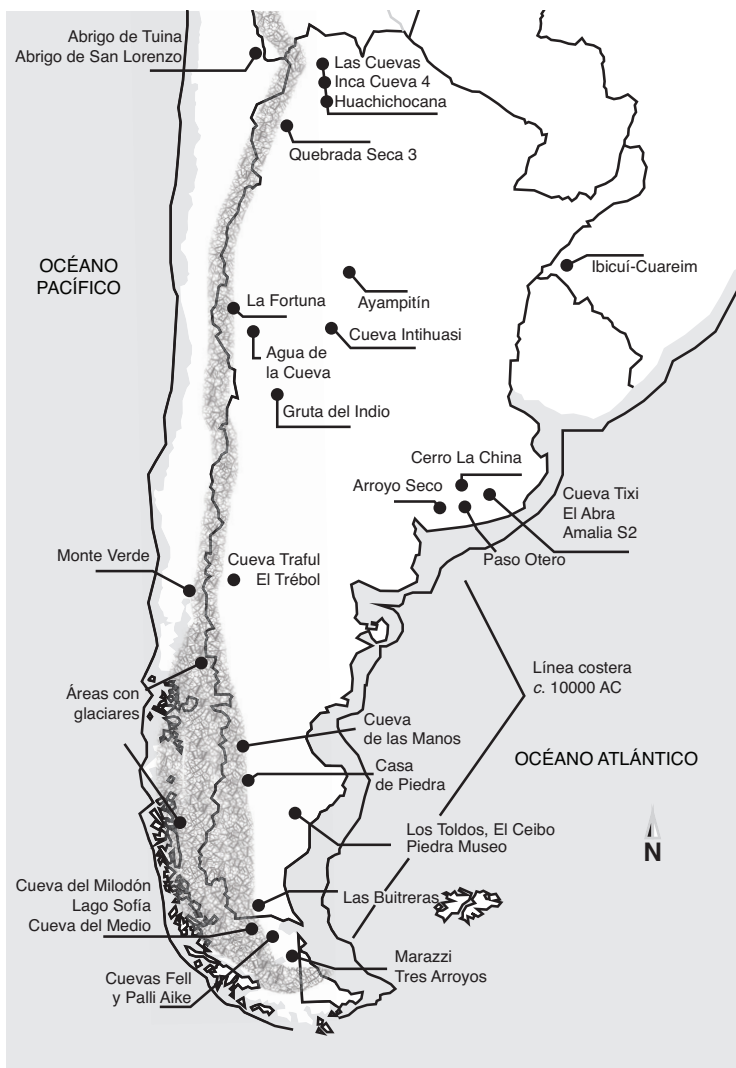 Abrigo de Tuina
Abrigo de San Lorenzo
Las Cuevas
Inca Cueva 4
Huachichocana
Quebrada Seca 3
OCÉANO
PACÍFICO
Ibicuí-Cuareim
Ayampitín
La Fortuna
Cueva Intihuasi
Agua de
la Cueva
Gruta del Indio
Cerro La China
Arroyo Seco
Cueva Tixi
El Abra
Amalia S2
Paso Otero
Monte Verde
Cueva Traful
El Trébol
Línea costera
c. 10000 AC
Áreas con
glaciares
Cueva
de las Manos
OCÉANO ATLÁNTICO
Casa
de Piedra
Los Toldos, El Ceibo
Piedra Museo
N
Cueva del Milodón
Lago Sofía
Cueva del Medio
Las Buitreras
Marazzi
Tres Arroyos
Cuevas Fell
y Palli Aike